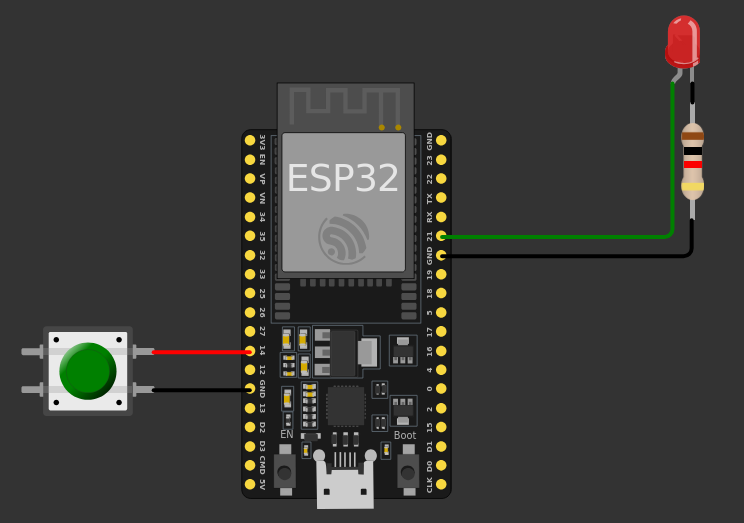 ESP32
3V3
EN
VP
VN
34
35
32
33
25
26
27
14
12
GND
13
D2
D3
CMD
5V
GND
23
22
TX
RX
21
GND
19
18
5
17
16
4
0
2
15
D1
D0
CLK
EN
Boot